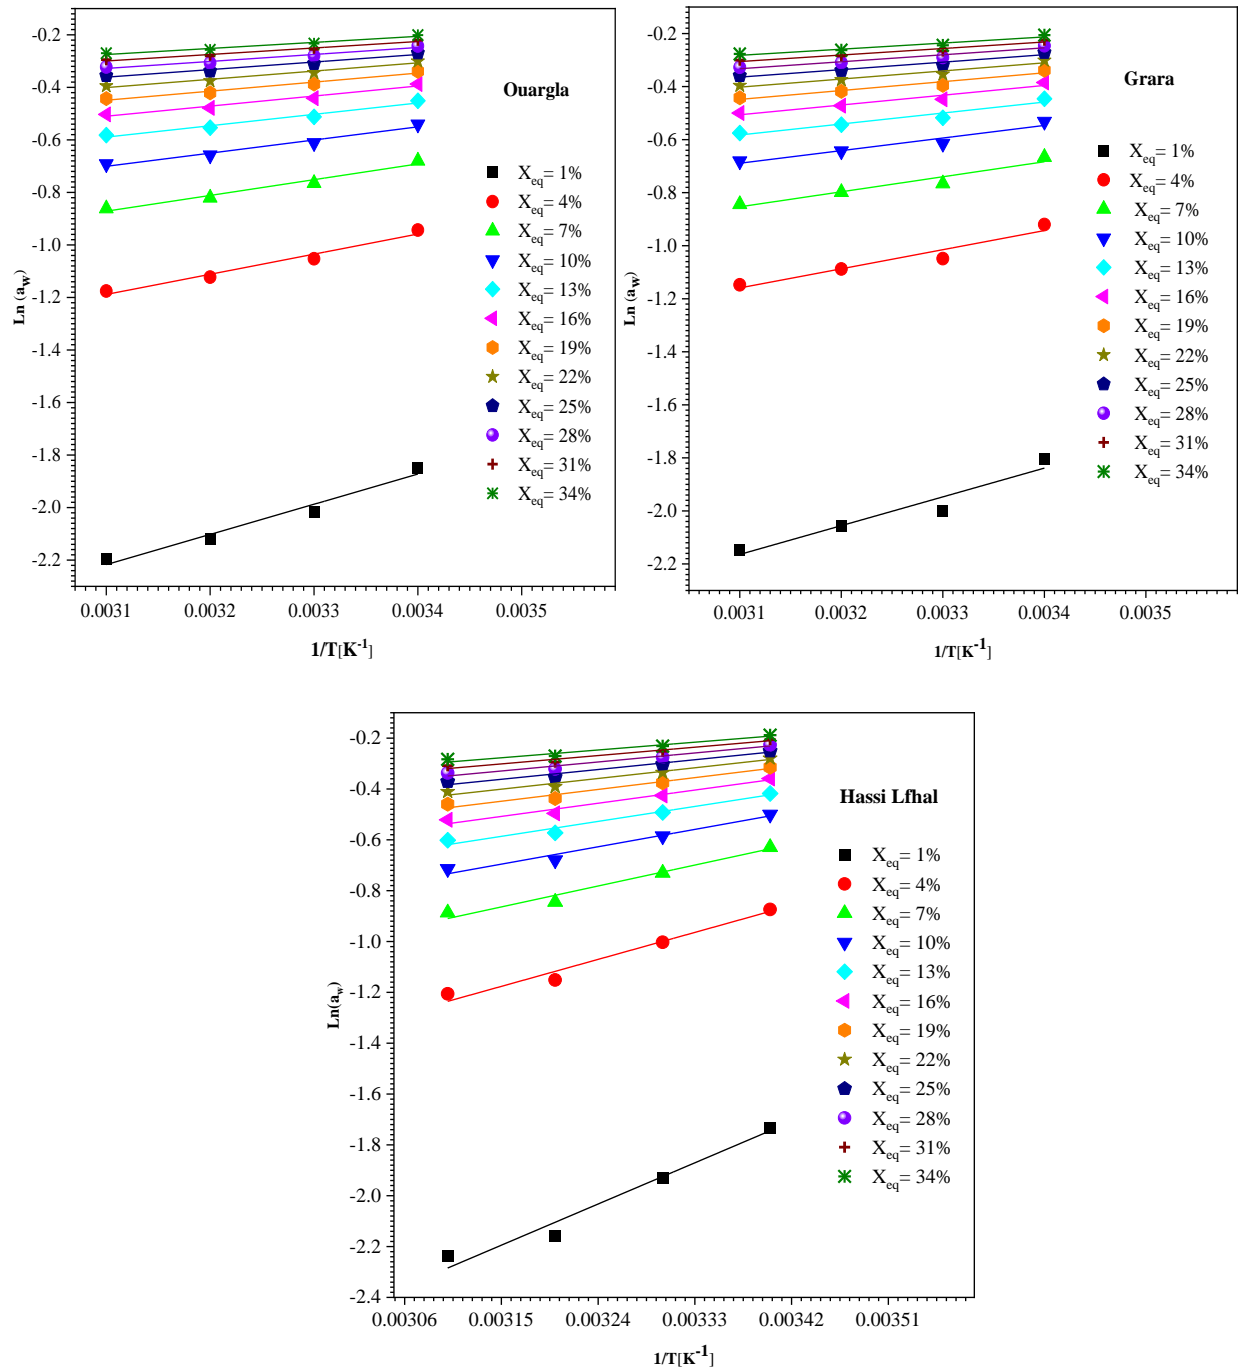 Ouargla
Ln (aw)
-0.2
-0.4
-0.6
-0.8
-1.0
-1.2
-1.4
-1.6
-1.8
-2.0
-2.2
Xeq= 1%
Xeq= 4%
Xeq= 7%
Xeq= 10%
Xeq= 13%
Xeq= 16%
Xeq= 19%
Xeq= 22%
Xeq= 25%
Xeq= 28%
Xeq= 31%
Xeq= 34%
0.0031 0.0032 0.0033 0.0034 0.0035
1/T[K-1]
Grara
Ln (aw)
-0.2
-0.4
-0.6
-0.8
-1.0
-1.2
-1.4
-1.6
-1.8
-2.0
-2.2
Xeq= 1%
Xeq= 4%
Xeq= 7%
Xeq= 10%
Xeq= 13%
Xeq= 16%
Xeq= 19%
Xeq= 22%
Xeq= 25%
Xeq= 28%
Xeq= 31%
Xeq= 34%
0.0031 0.0032 0.0033 0.0034 0.0035
1/T[K-1]
Hassi Lfhal
Ln(aw)
-0.2
-0.4
-0.6
-0.8
-1.0
-1.2
-1.4
-1.6
-1.8
-2.0
-2.2
-2.4
Xeq= 1%
Xeq= 4%
Xeq= 7%
Xeq= 10%
Xeq= 13%
Xeq= 16%
Xeq= 19%
Xeq= 22%
Xeq= 25%
Xeq= 28%
Xeq= 31%
Xeq= 34%
0.00306 0.00315 0.00324 0.00333 0.00342 0.00351
1/T[K-1]